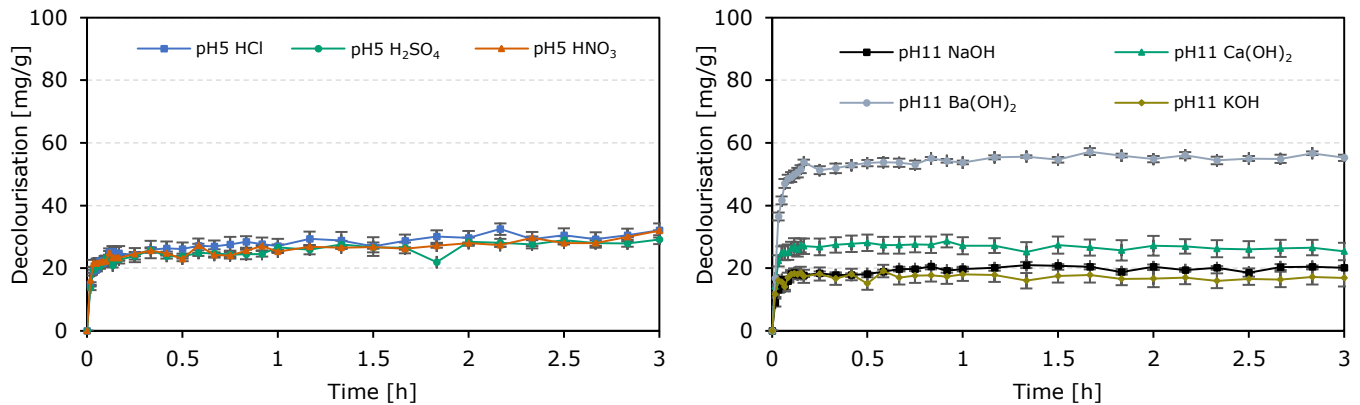 100
80
60
40
20
0
Decolourisation [mg/g]
pH5 HCl
pH5 H₂SO₄
pH5 HNO₃
0
0.5
1
1.5
2
2.5
3
Time [h]
100
80
60
40
20
0
Decolourisation [mg/g]
pH11 NaOH
pH11 Ca(OH)₂
pH11 Ba(OH)₂
pH11 KOH
0
0.5
1
1.5
2
2.5
3
Time [h]